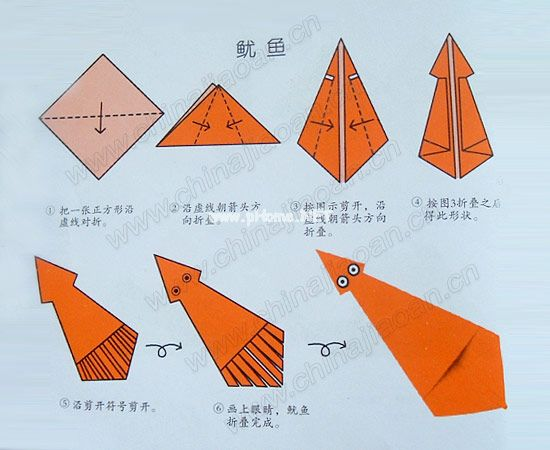 鱿鱼
①把一张正方形沿
虚线对折。
②沿虚线朝箭头方
向折叠。
③按图示剪开，沿
虚线朝箭头方向
折叠。
④按图3折叠之后
得此形状。
⑤沿剪开符号剪开。
⑥画上眼睛，鱿鱼
折叠完成。
www.chinajiaoan.cn